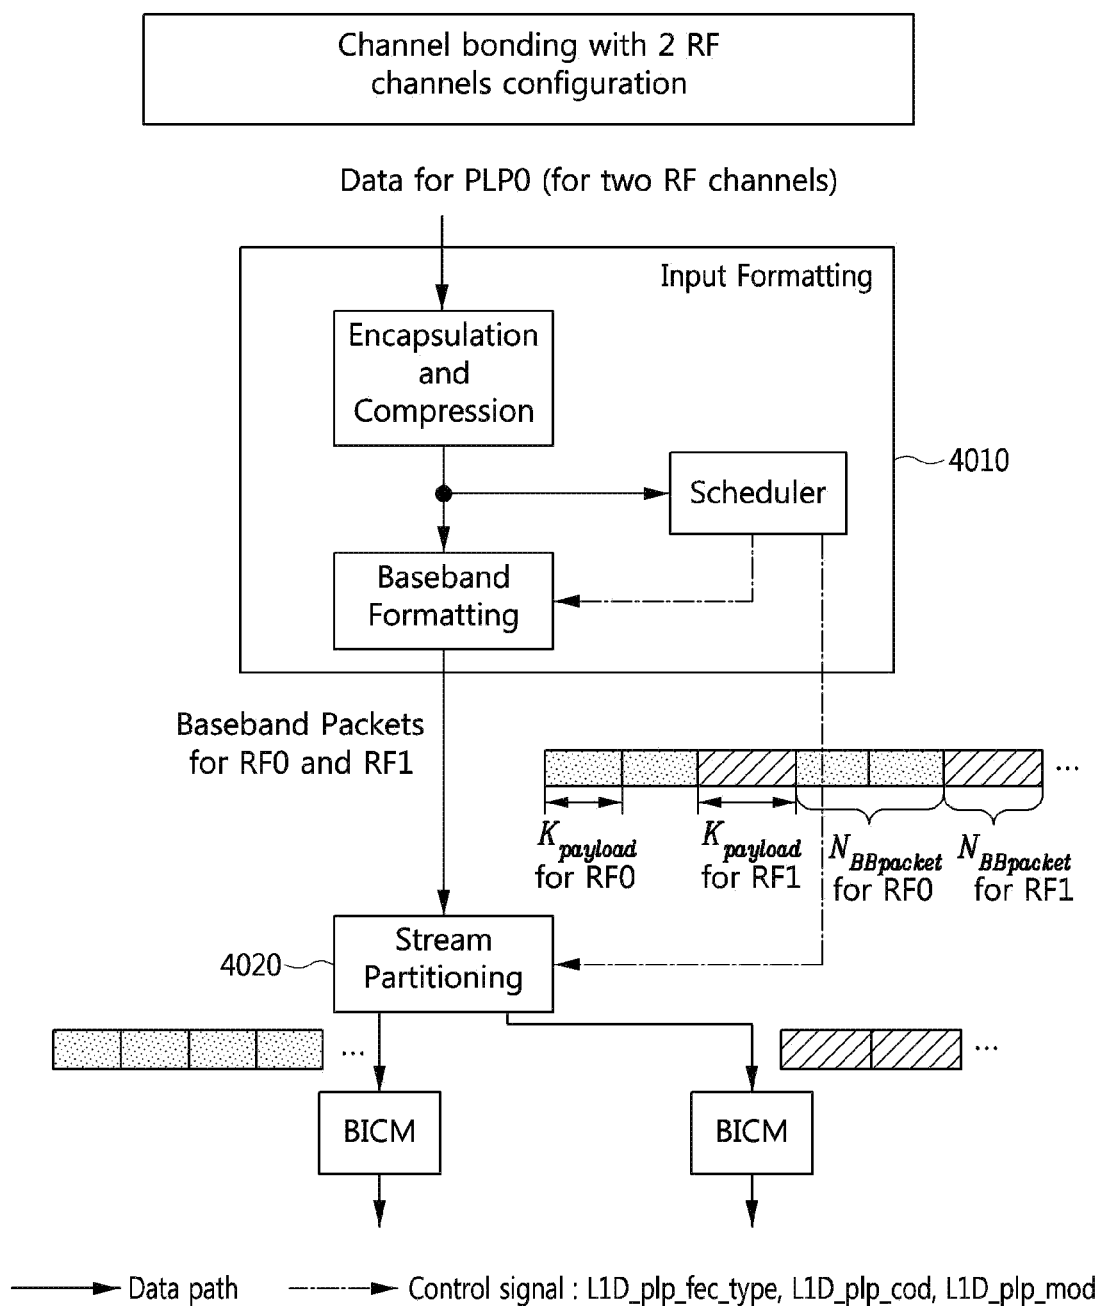 Channel bonding with 2 RF
channels configuration
Data for PLP0 (for two RF channels)
Input Formatting
Encapsulation
and
Compression
4010
Scheduler
Baseband
Formatting
Baseband Packets
for RF0 and RF1
...
K_payload
for RF0
K_payload
for RF1
N_BBpacket
for RF0
N_BBpacket
for RF1
Stream
Partitioning
4020
...
...
BICM
BICM
Data path
Control signal : L1D_plp_fec_type, L1D_plp_cod, L1D_plp_mod